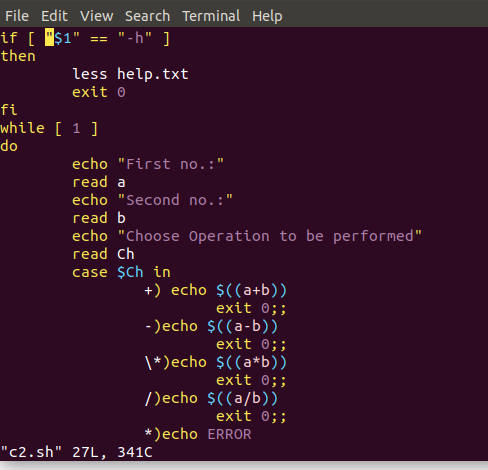 File Edit View Search Terminal Help
if [ "$1" == "-h" ]
then
        less help.txt
        exit 0
fi
while [ 1 ]
do
        echo "First no.:"
        read a
        echo "Second no.:"
        read b
        echo "Choose Operation to be performed"
        read Ch
        case $Ch in
                +) echo $((a+b))
                        exit 0;;
                -)echo $((a-b))
                        exit 0;;
                \*)echo $((a*b))
                        exit 0;;
                /)echo $((a/b))
                        exit 0;;
                *)echo ERROR
"c2.sh" 27L, 341C